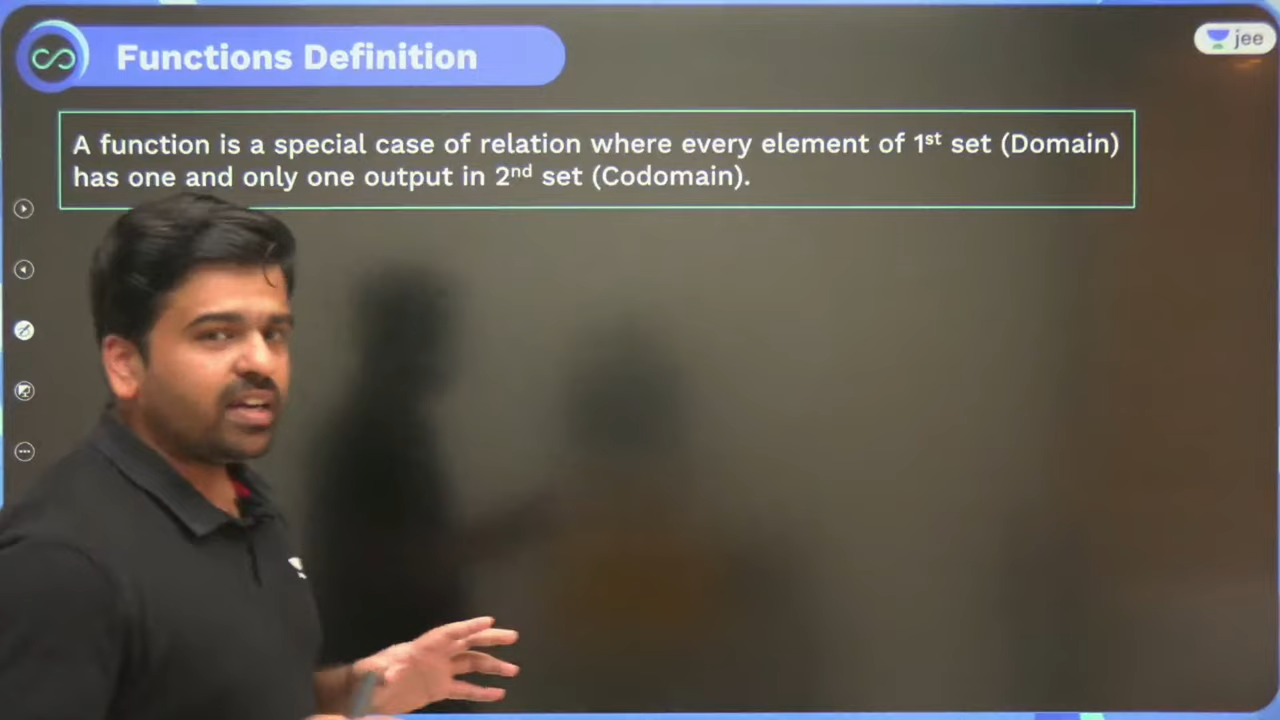 Functions Definition
jee
A function is a special case of relation where every element of 1st set (Domain)
has one and only one output in 2nd set (Codomain).